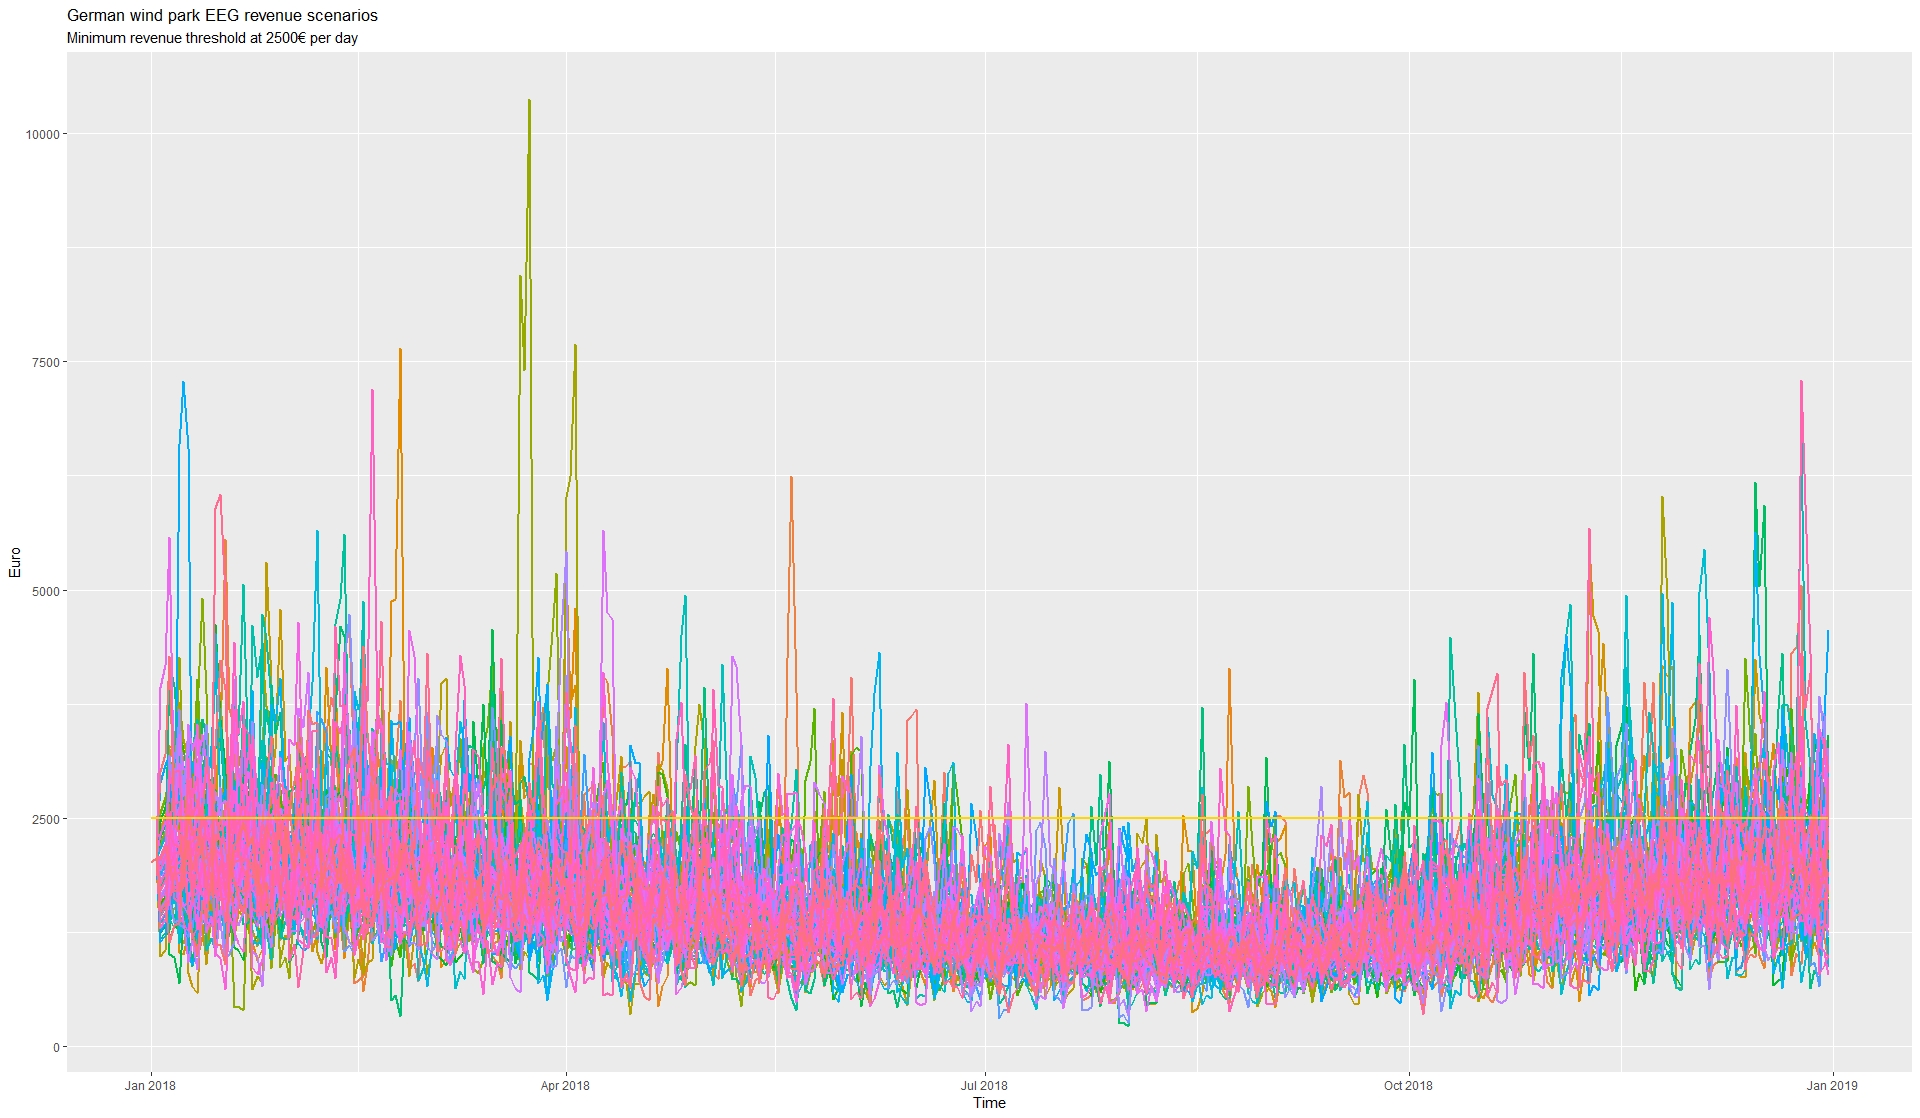 German wind park EEG revenue scenarios
Minimum revenue threshold at 2500€ per day
10000
7500
5000
2500
0
Euro
Jan 2018
Apr 2018
Jul 2018
Oct 2018
Jan 2019
Time